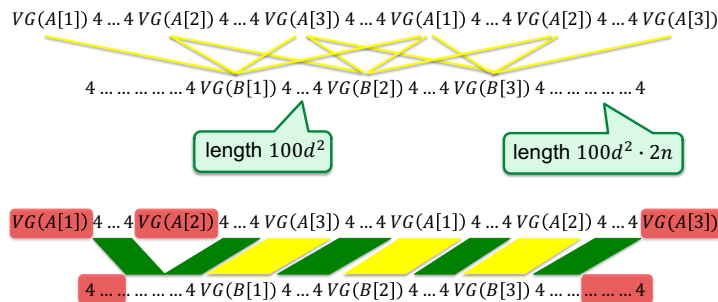 VG(A[1]) 4 ... 4 VG(A[2]) 4 ... 4 VG(A[3]) 4 ... 4 VG(A[1]) 4 ... 4 VG(A[2]) 4 ... 4 VG(A[3])
4 ... ... ... ... ... 4 VG(B[1]) 4 ... 4 VG(B[2]) 4 ... 4 VG(B[3]) 4 ... ... ... ... ... 4
length 100d² length 100d² · 2n
VG(A[1]) 4 ... 4 VG(A[2]) 4 ... 4 VG(A[3]) 4 ... 4 VG(A[1]) 4 ... 4 VG(A[2]) 4 ... 4 VG(A[3])
4 ... ... ... ... ... 4 VG(B[1]) 4 ... 4 VG(B[2]) 4 ... 4 VG(B[3]) 4 ... ... ... ... ... 4